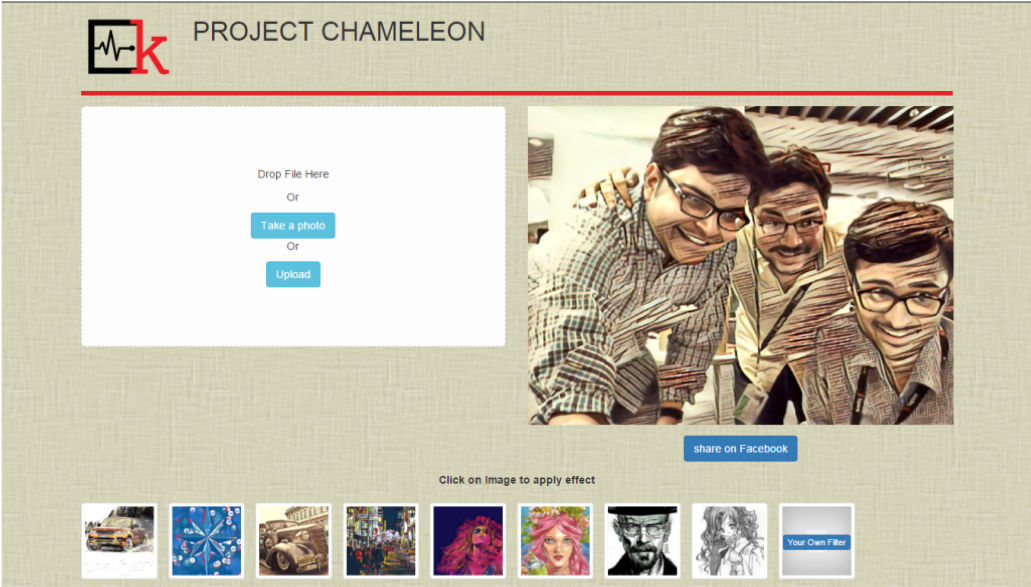 k
PROJECT CHAMELEON
Drop File Here
Or
Take a photo
Or
Upload
share on Facebook
Click on Image to apply effect
Your Own Filter